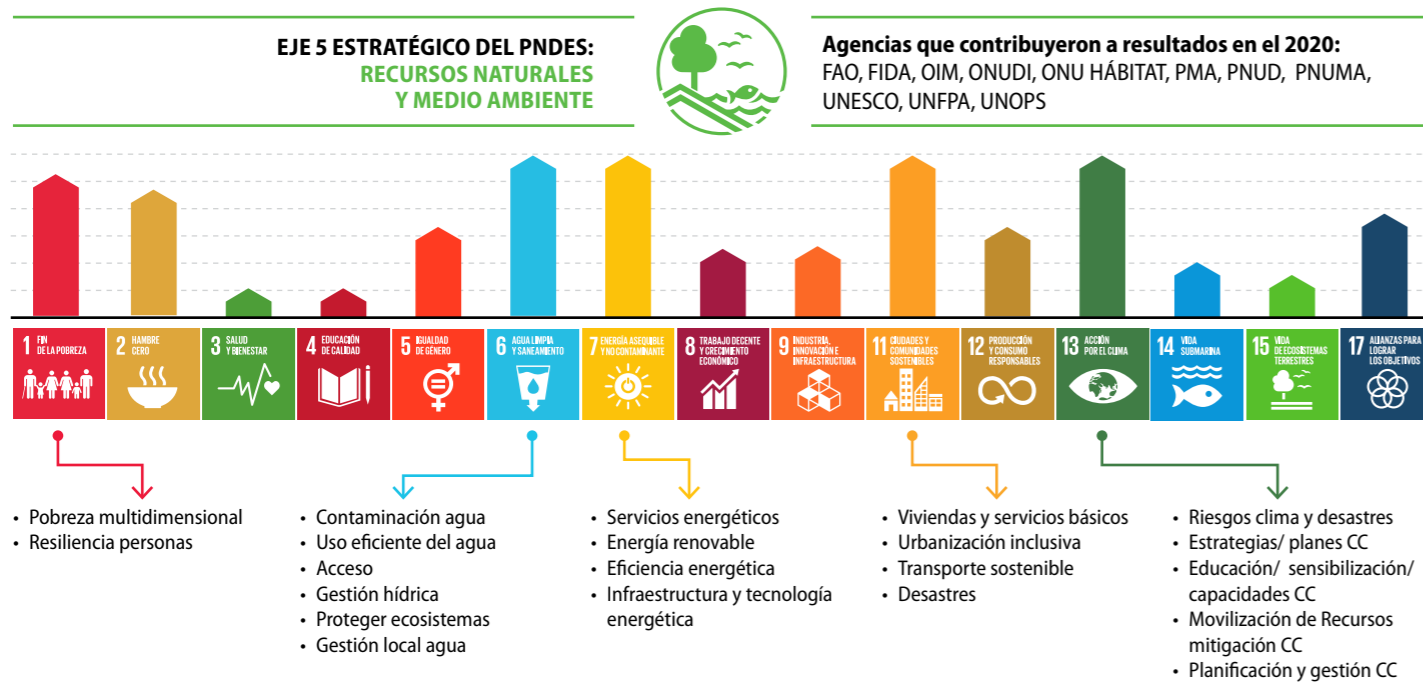 EJE 5 ESTRATÉGICO DEL PNDES:
RECURSOS NATURALES
Y MEDIO AMBIENTE
Agencias que contribuyeron a resultados en el 2020:
FAO, FIDA, OIM, ONUDI, ONU HÁBITAT, PMA, PNUD, PNUMA,
UNESCO, UNFPA, UNOPS
1 FIN
DE LA POBREZA
2 HAMBRE
CERO
3 SALUD
Y BIENESTAR
4 EDUCACIÓN
DE CALIDAD
5 IGUALDAD
DE GÉNERO
6 AGUA LIMPIA
Y SANEAMIENTO
7 ENERGÍA ASEQUIBLE
Y NO CONTAMINANTE
8 TRABAJO DECENTE
Y CRECIMIENTO
ECONÓMICO
9 INDUSTRIA,
INNOVACIÓN E
INFRAESTRUCTURA
11 CIUDADES Y
COMUNIDADES
SOSTENIBLES
12 PRODUCCIÓN
Y CONSUMO
RESPONSABLES
13 ACCIÓN
POR EL CLIMA
14 VIDA
SUBMARINA
15 VIDA
DE ECOSISTEMAS
TERRESTRES
17 ALIANZAS PARA
LOGRAR
LOS OBJETIVOS
• Pobreza multidimensional
• Resiliencia personas
• Contaminación agua
• Uso eficiente del agua
• Acceso
• Gestión hídrica
• Proteger ecosistemas
• Gestión local agua
• Servicios energéticos
• Energía renovable
• Eficiencia energética
• Infraestructura y tecnología
energética
• Viviendas y servicios básicos
• Urbanización inclusiva
• Transporte sostenible
• Desastres
• Riesgos clima y desastres
• Estrategias/ planes CC
• Educación/ sensibilización/
capacidades CC
• Movilización de Recursos
mitigación CC
• Planificación y gestión CC